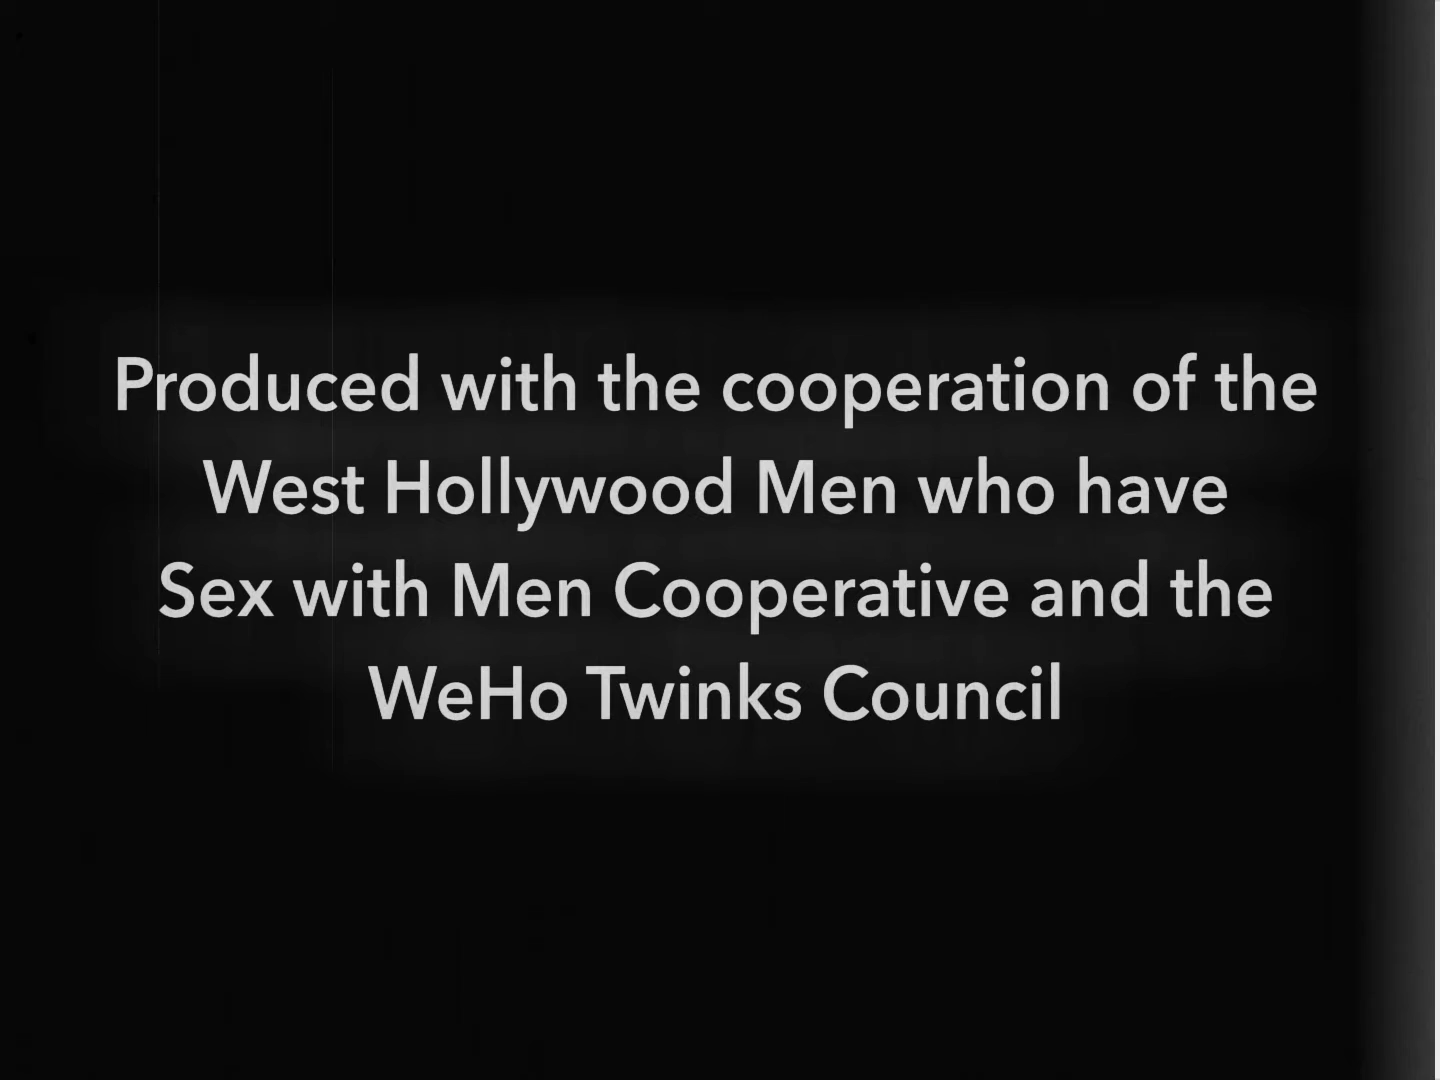 Produced with the cooperation of the
West Hollywood Men who have
Sex with Men Cooperative and the
WeHo Twinks Council